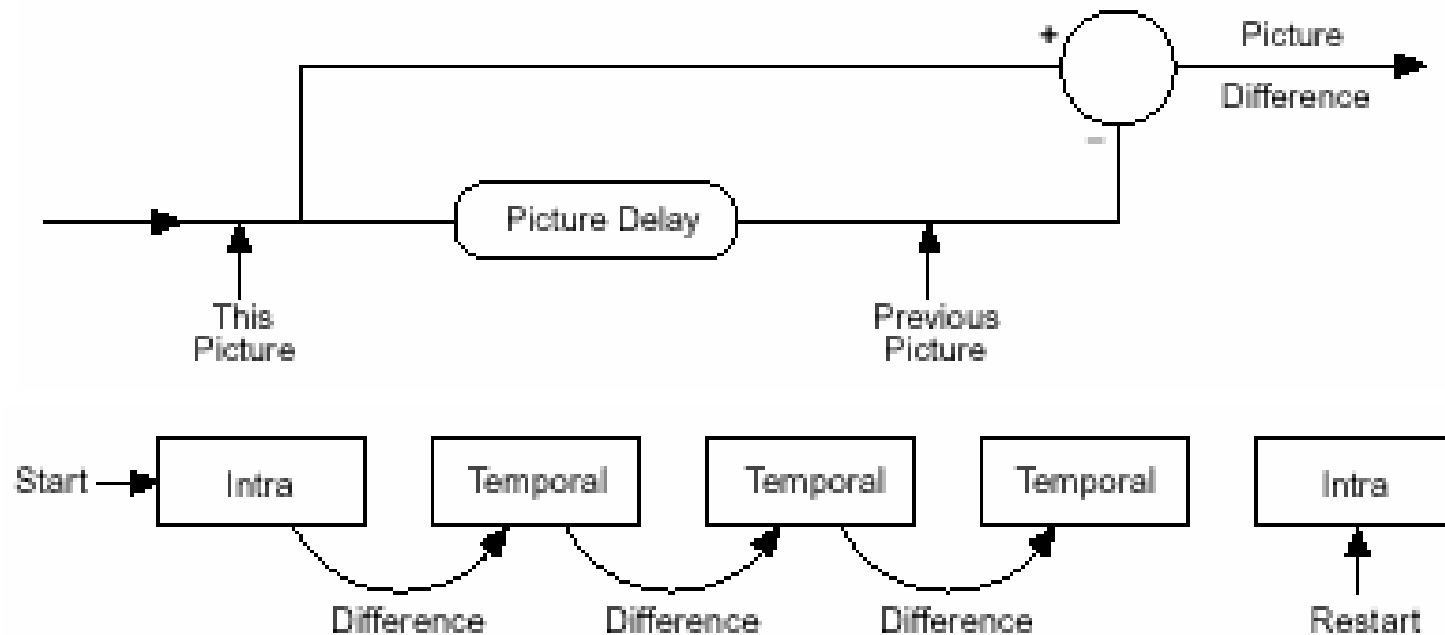 +
Picture
Difference
−
Picture Delay
This
Picture
Previous
Picture
Start
Intra
Temporal
Temporal
Temporal
Intra
Difference
Difference
Difference
Restart